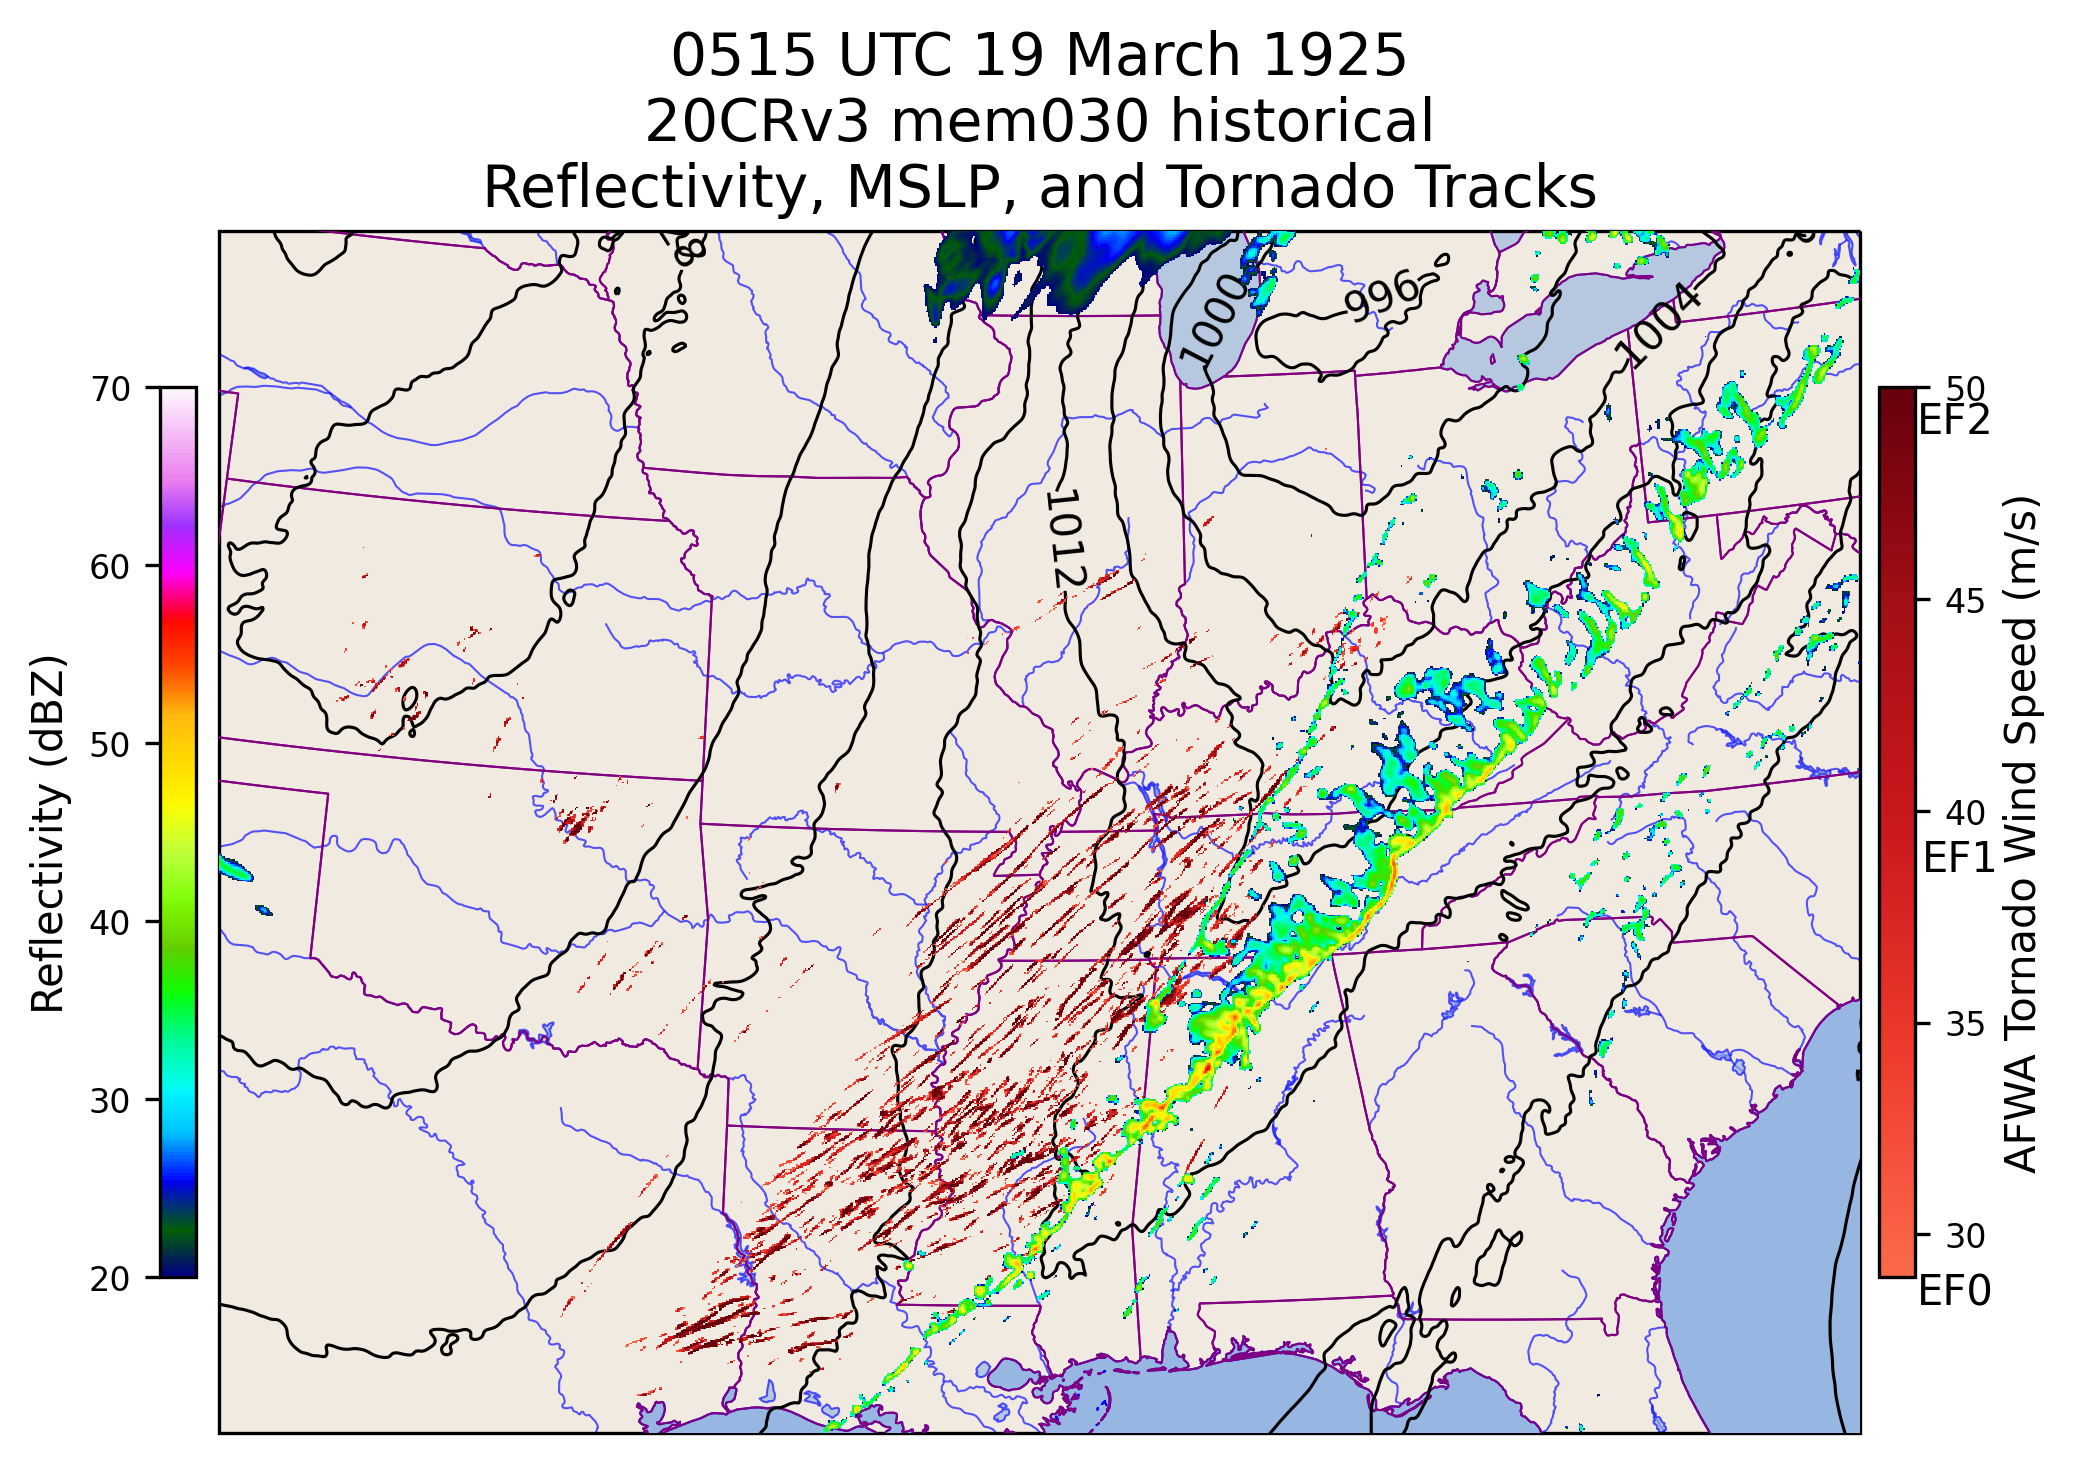 0515 UTC 19 March 1925
20CRv3 mem030 historical
Reflectivity, MSLP, and Tornado Tracks
70
60
50
40
30
20
Reflectivity (dBZ)
1000
996
1004
1012
50
EF2
45
40
EF1
35
30
EF0
AFWA Tornado Wind Speed (m/s)